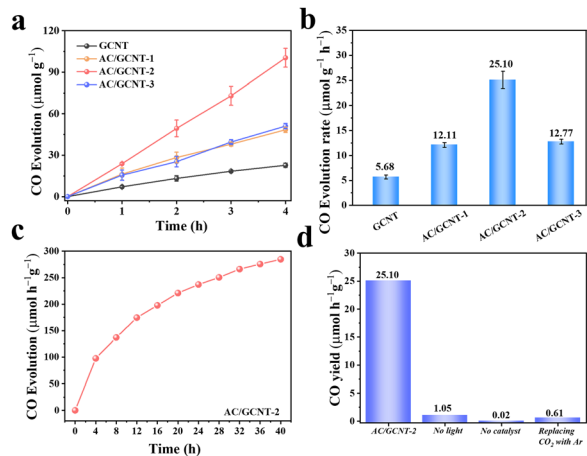 a
CO Evolution (μmol g⁻¹)
120
90
60
30
0
GCNT
AC/GCNT-1
AC/GCNT-2
AC/GCNT-3
0 1 2 3 4
Time (h)
b
CO Evolution rate (μmol g⁻¹ h⁻¹)
35
30
25
20
15
10
5
0
5.68
12.11
25.10
12.77
GCNT
AC/GCNT-1
AC/GCNT-2
AC/GCNT-3
c
CO Evolution (μmol h⁻¹g⁻¹)
300
250
200
150
100
50
0
AC/GCNT-2
0 4 8 12 16 20 24 28 32 36 40
Time (h)
d
CO yield (μmol h⁻¹g⁻¹)
30
25
20
15
10
5
0
25.10
1.05
0.02
0.61
AC/GCNT-2
No light
No catalyst
Replacing
CO₂ with Ar